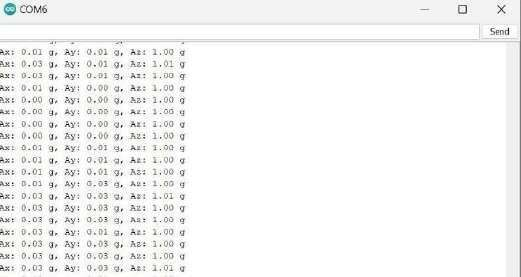 COM6
Send
Ax: 0.01 g, Ay: 0.01 g, Az: 1.00 g
Ax: 0.03 g, Ay: 0.01 g, Az: 1.01 g
Ax: 0.03 g, Ay: 0.01 g, Az: 1.00 g
Ax: 0.01 g, Ay: 0.00 g, Az: 1.00 g
Ax: 0.00 g, Ay: 0.00 g, Az: 1.00 g
Ax: 0.00 g, Ay: 0.00 g, Az: 1.00 g
Ax: 0.00 g, Ay: 0.00 g, Az: 1.00 g
Ax: 0.00 g, Ay: 0.00 g, Az: 1.00 g
Ax: 0.01 g, Ay: 0.01 g, Az: 1.00 g
Ax: 0.01 g, Ay: 0.01 g, Az: 1.00 g
Ax: 0.01 g, Ay: 0.01 g, Az: 1.00 g
Ax: 0.01 g, Ay: 0.03 g, Az: 1.00 g
Ax: 0.03 g, Ay: 0.03 g, Az: 1.01 g
Ax: 0.03 g, Ay: 0.03 g, Az: 1.00 g
Ax: 0.03 g, Ay: 0.03 g, Az: 1.00 g
Ax: 0.03 g, Ay: 0.01 g, Az: 1.00 g
Ax: 0.03 g, Ay: 0.03 g, Az: 1.00 g
Ax: 0.03 g, Ay: 0.03 g, Az: 1.00 g
Ax: 0.03 g, Ay: 0.03 g, Az: 1.01 g